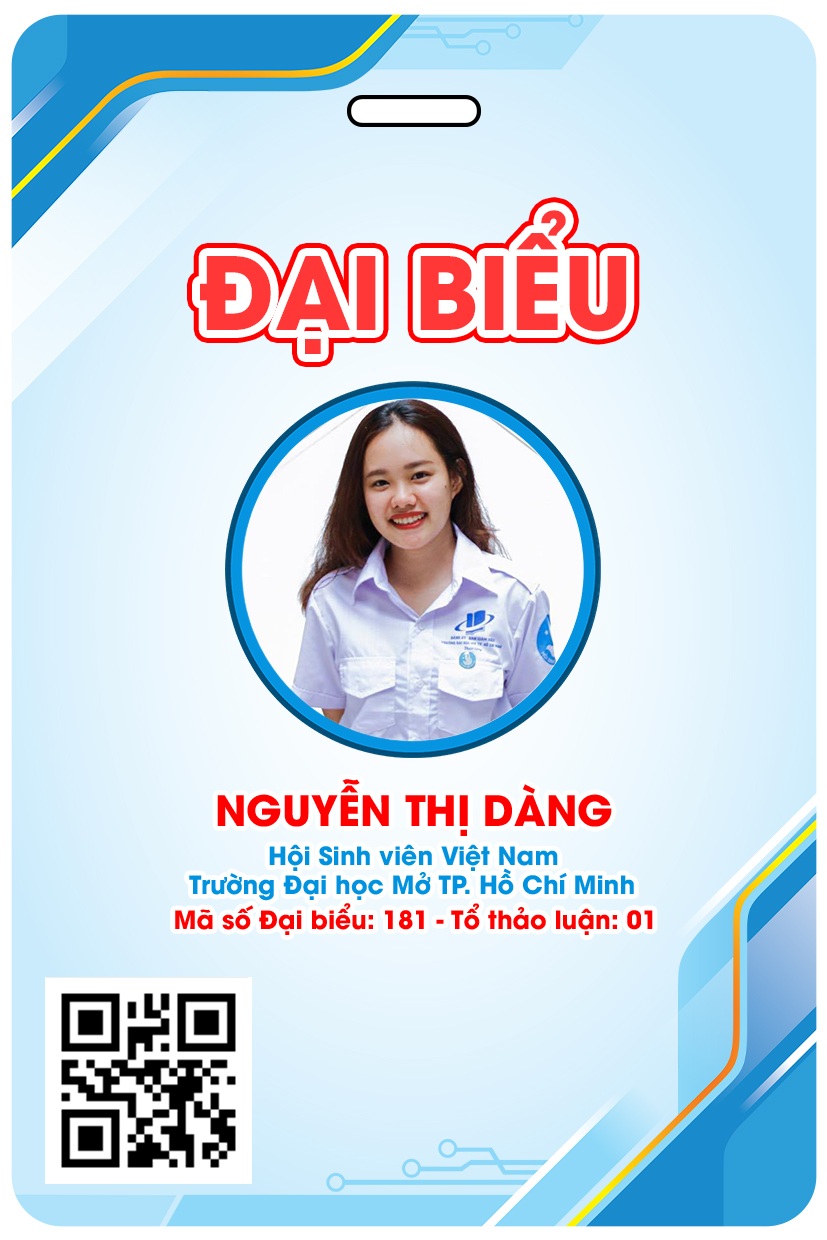 ĐẠI BIỂU
NGUYỄN THỊ DÀNG
Hội Sinh viên Việt Nam
Trường Đại học Mở TP. Hồ Chí Minh
Mã số Đại biểu: 181 - Tổ thảo luận: 01